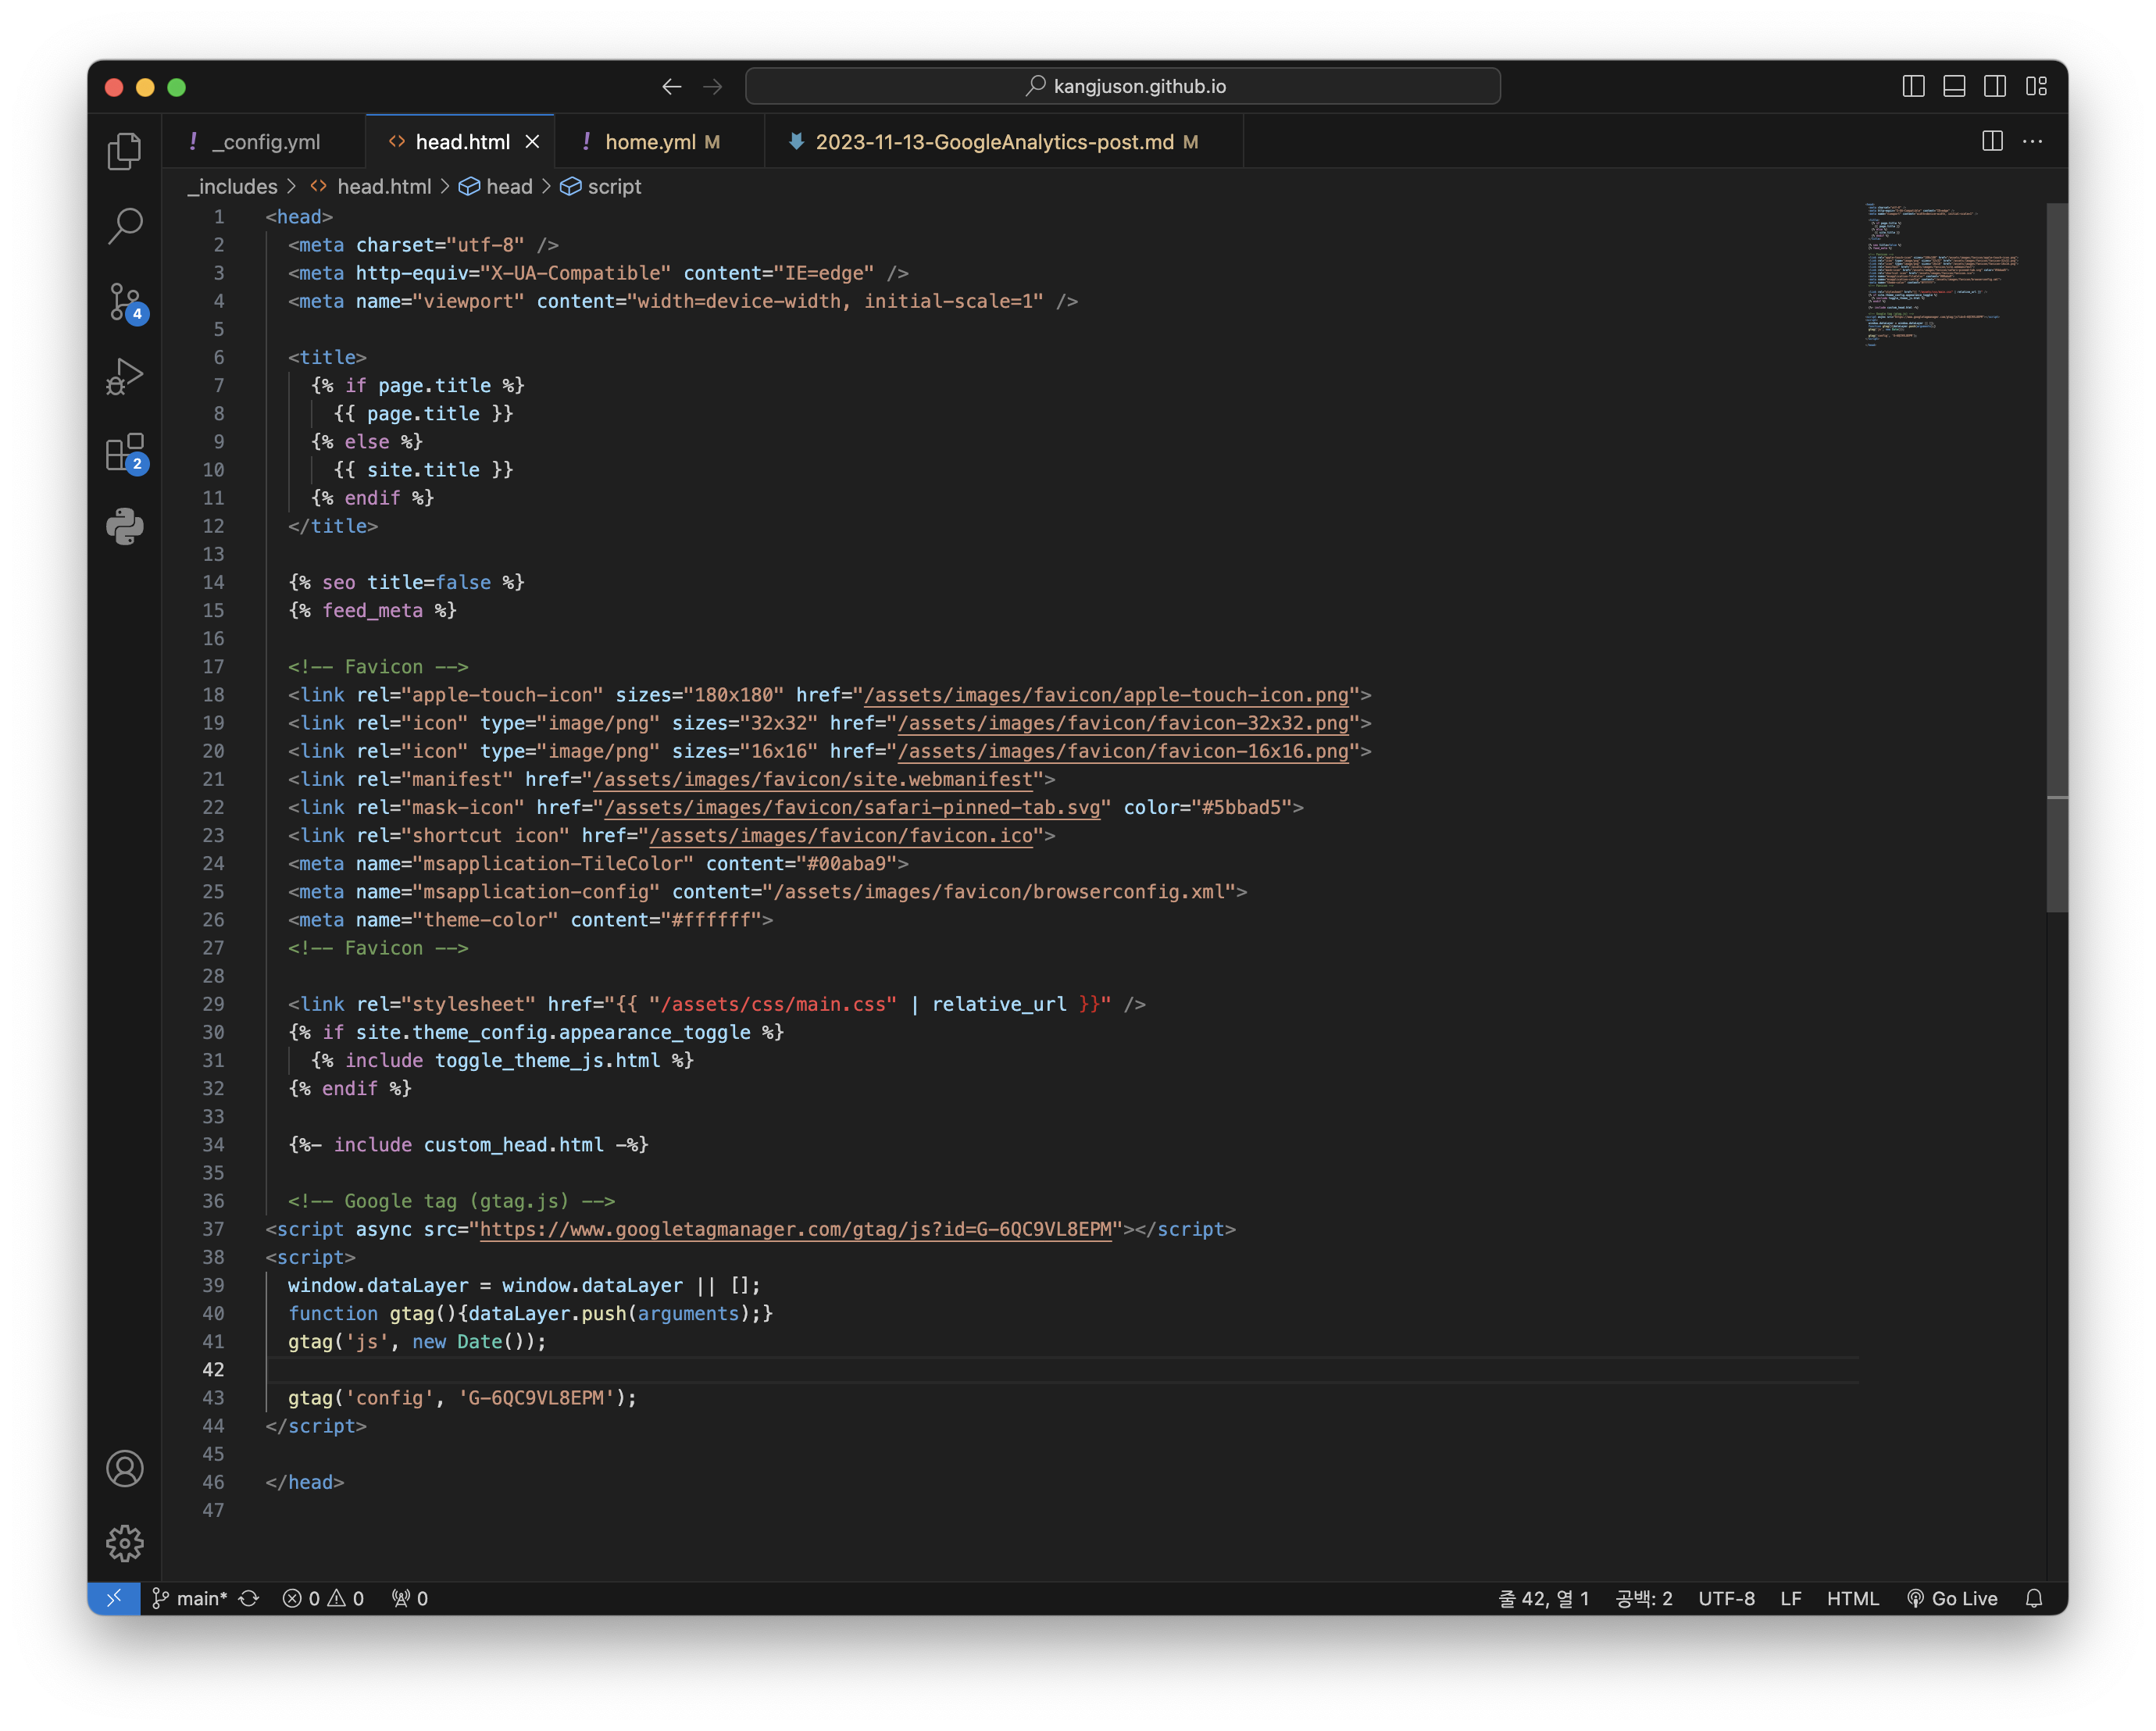 kangjuson.github.io
! _config.yml
<> head.html ×
! home.yml M
2023-11-13-GoogleAnalytics-post.md M
_includes > <> head.html > head > script
1 <head>
2 <meta charset="utf-8" />
3 <meta http-equiv="X-UA-Compatible" content="IE=edge" />
4 <meta name="viewport" content="width=device-width, initial-scale=1" />
5
6 <title>
7 {% if page.title %}
8 {{ page.title }}
9 {% else %}
10 {{ site.title }}
11 {% endif %}
12 </title>
13
14 {% seo title=false %}
15 {% feed_meta %}
16
17 <!-- Favicon -->
18 <link rel="apple-touch-icon" sizes="180x180" href="/assets/images/favicon/apple-touch-icon.png">
19 <link rel="icon" type="image/png" sizes="32x32" href="/assets/images/favicon/favicon-32x32.png">
20 <link rel="icon" type="image/png" sizes="16x16" href="/assets/images/favicon/favicon-16x16.png">
21 <link rel="manifest" href="/assets/images/favicon/site.webmanifest">
22 <link rel="mask-icon" href="/assets/images/favicon/safari-pinned-tab.svg" color="#5bbad5">
23 <link rel="shortcut icon" href="/assets/images/favicon/favicon.ico">
24 <meta name="msapplication-TileColor" content="#00aba9">
25 <meta name="msapplication-config" content="/assets/images/favicon/browserconfig.xml">
26 <meta name="theme-color" content="#ffffff">
27 <!-- Favicon -->
28
29 <link rel="stylesheet" href="{{ "/assets/css/main.css" | relative_url }}" />
30 {% if site.theme_config.appearance_toggle %}
31 {% include toggle_theme_js.html %}
32 {% endif %}
33
34 {%- include custom_head.html -%}
35
36 <!-- Google tag (gtag.js) -->
37 <script async src="https://www.googletagmanager.com/gtag/js?id=G-6QC9VL8EPM"></script>
38 <script>
39 window.dataLayer = window.dataLayer || [];
40 function gtag(){dataLayer.push(arguments);}
41 gtag('js', new Date());
42
43 gtag('config', 'G-6QC9VL8EPM');
44 </script>
45
46 </head>
47
4
2
main* 0 0 0
줄 42, 열 1 공백: 2 UTF-8 LF HTML Go Live